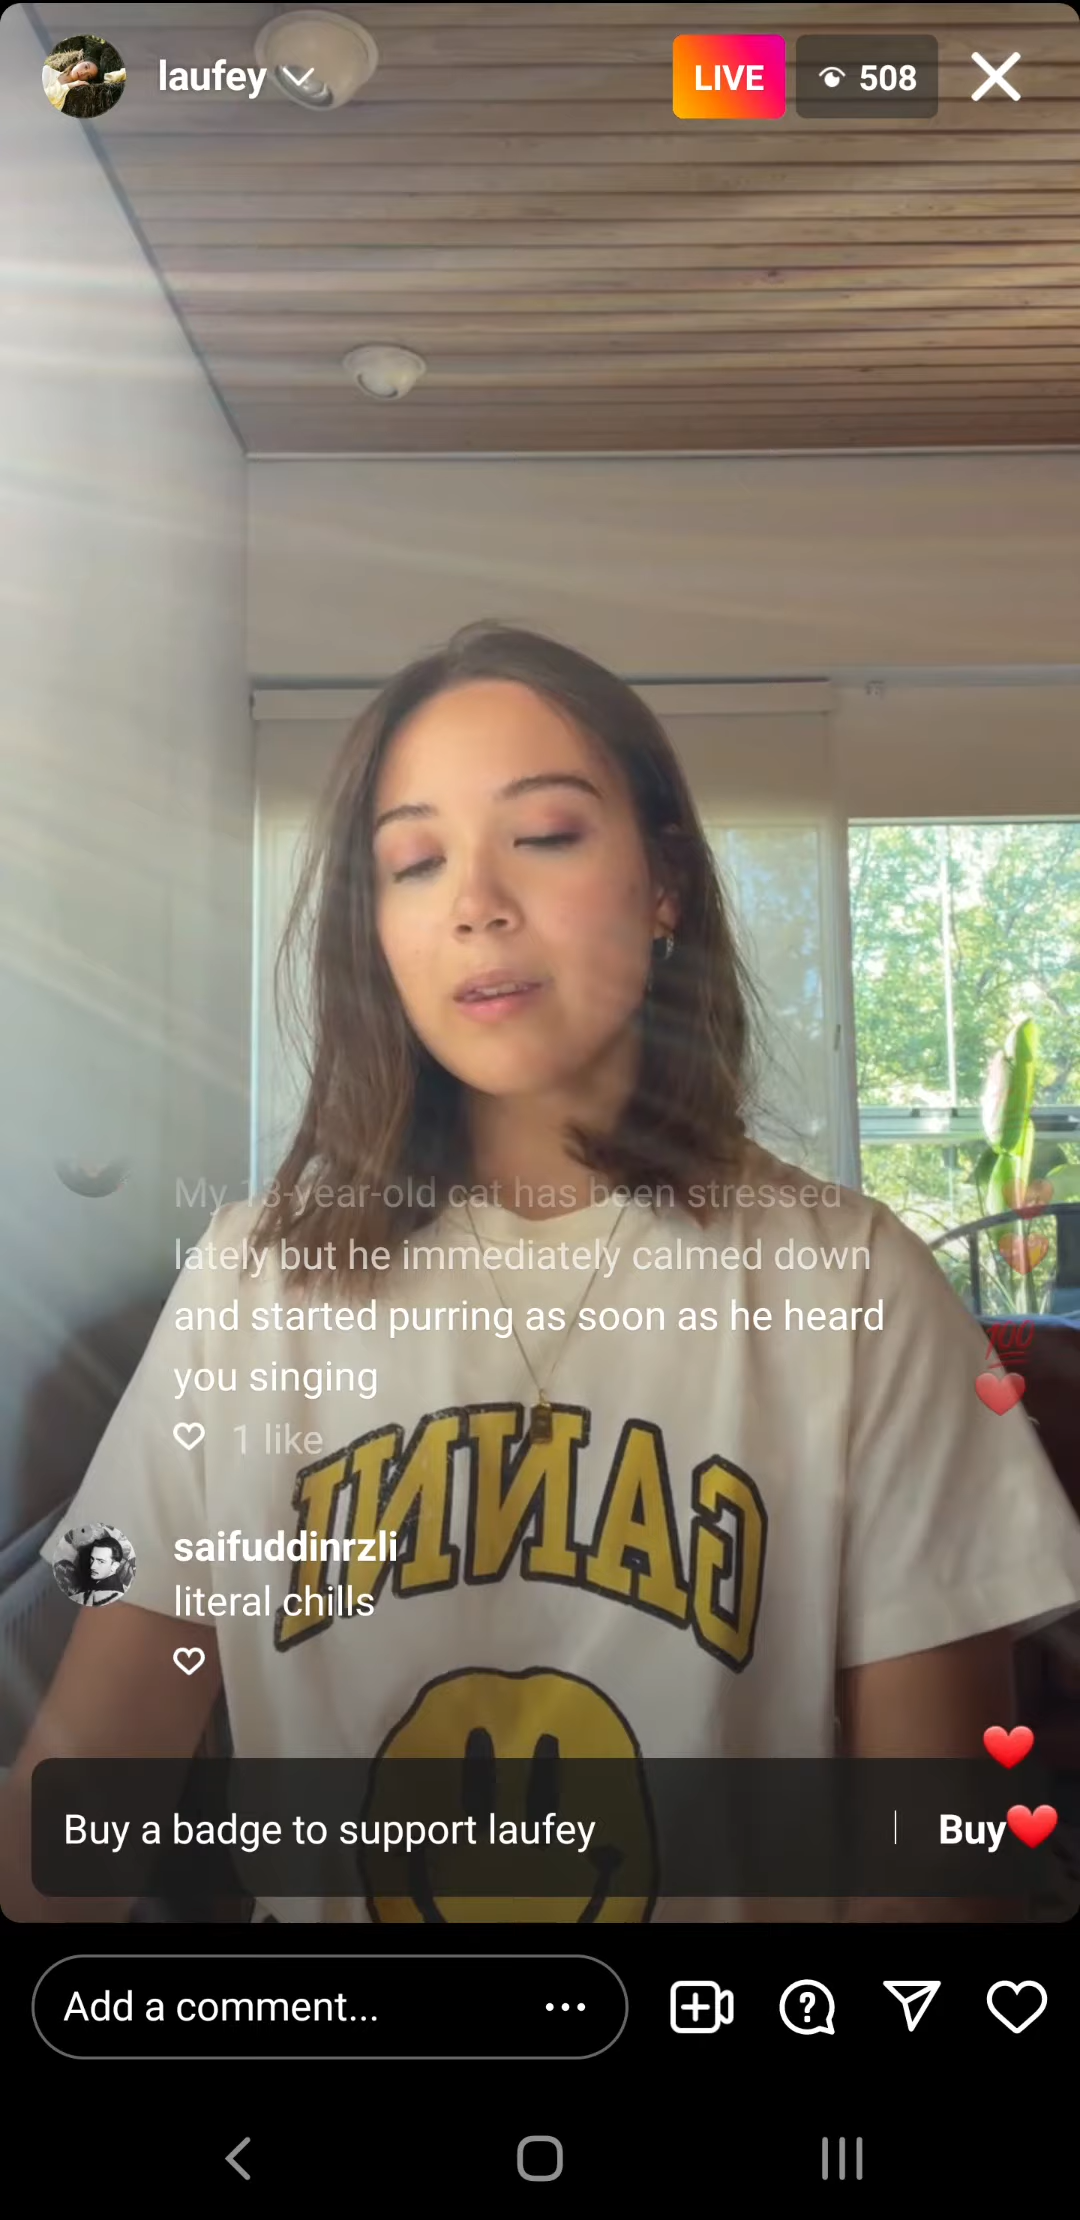 laufey
LIVE
508
My 13-year-old cat has been stressed
lately but he immediately calmed down
and started purring as soon as he heard
you singing
1 like
GANNI
saifuddinrzli
literal chills
Buy a badge to support laufey
Buy
Add a comment...
100